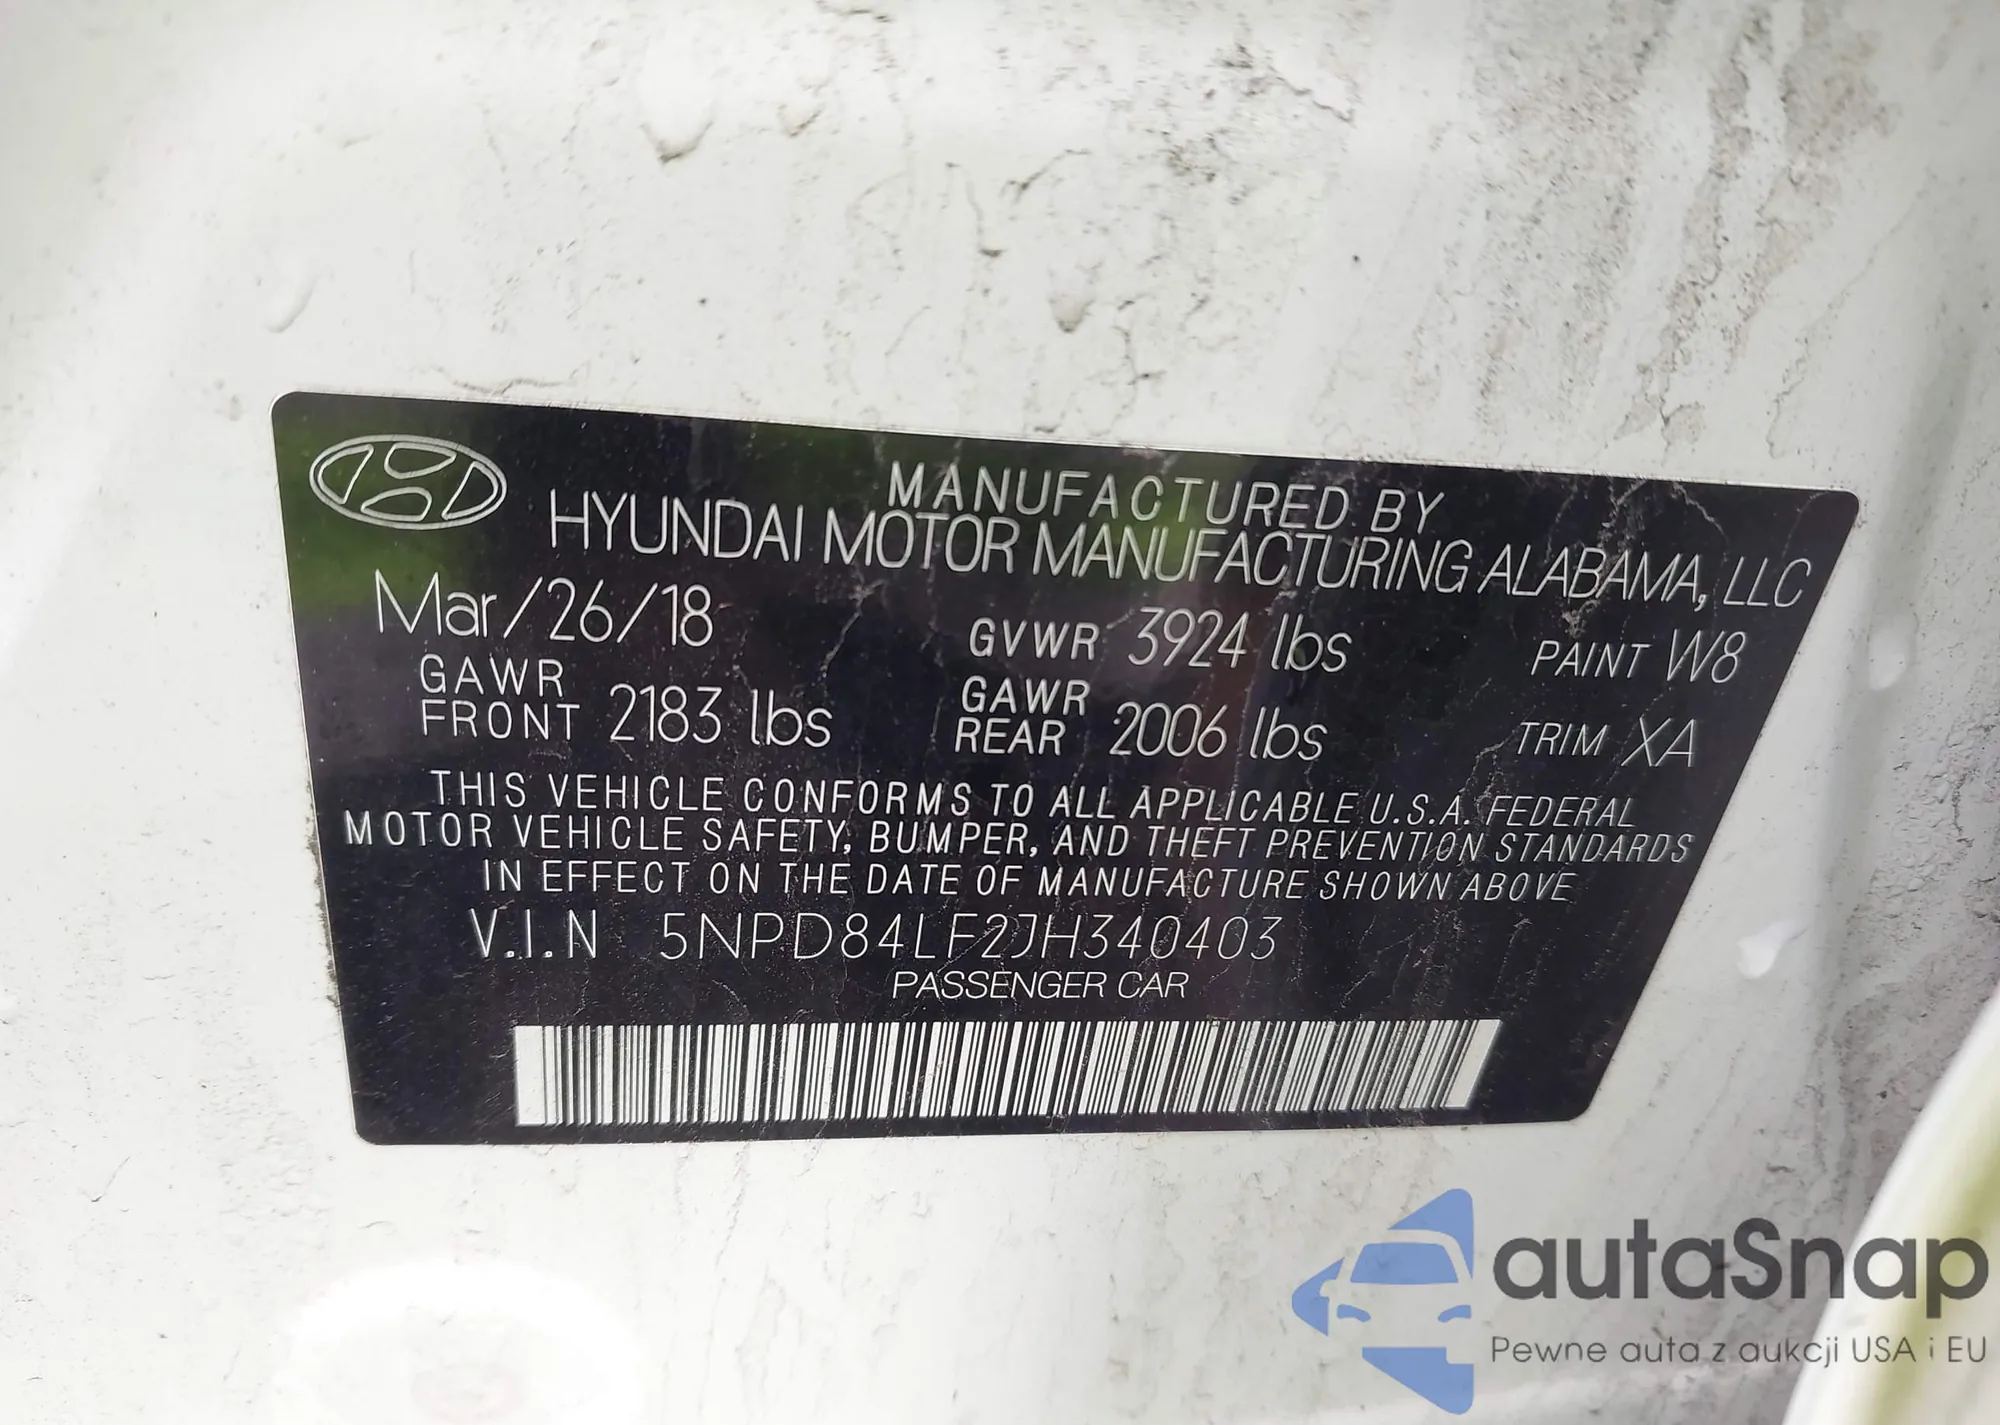 MANUFACTURED BY
HYUNDAI MOTOR MANUFACTURING ALABAMA, LLC
Mar/26/18 GVWR 3924 lbs PAINT W8
GAWR FRONT 2183 lbs GAWR REAR 2006 lbs TRIM XA
THIS VEHICLE CONFORMS TO ALL APPLICABLE U.S.A. FEDERAL
MOTOR VEHICLE SAFETY, BUMPER, AND THEFT PREVENTION STANDARDS
IN EFFECT ON THE DATE OF MANUFACTURE SHOWN ABOVE
V.I.N 5NPD84LF2JH340403
PASSENGER CAR
autaSnap
Pewne auta z aukcji USA i EU